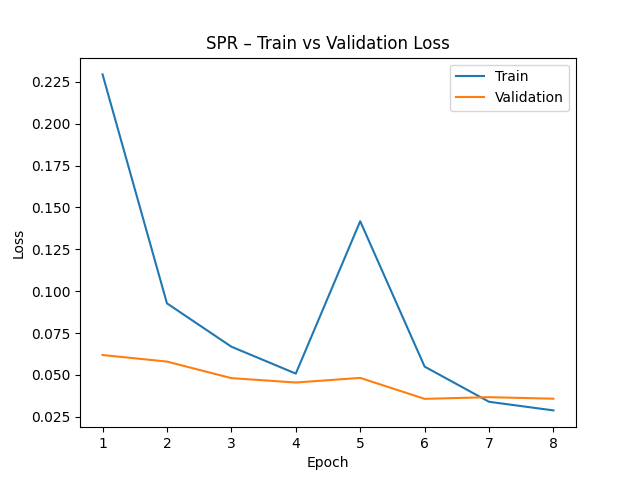 SPR – Train vs Validation Loss
Train
Validation
0.225
0.200
0.175
0.150
0.125
0.100
0.075
0.050
0.025
Loss
1 2 3 4 5 6 7 8
Epoch